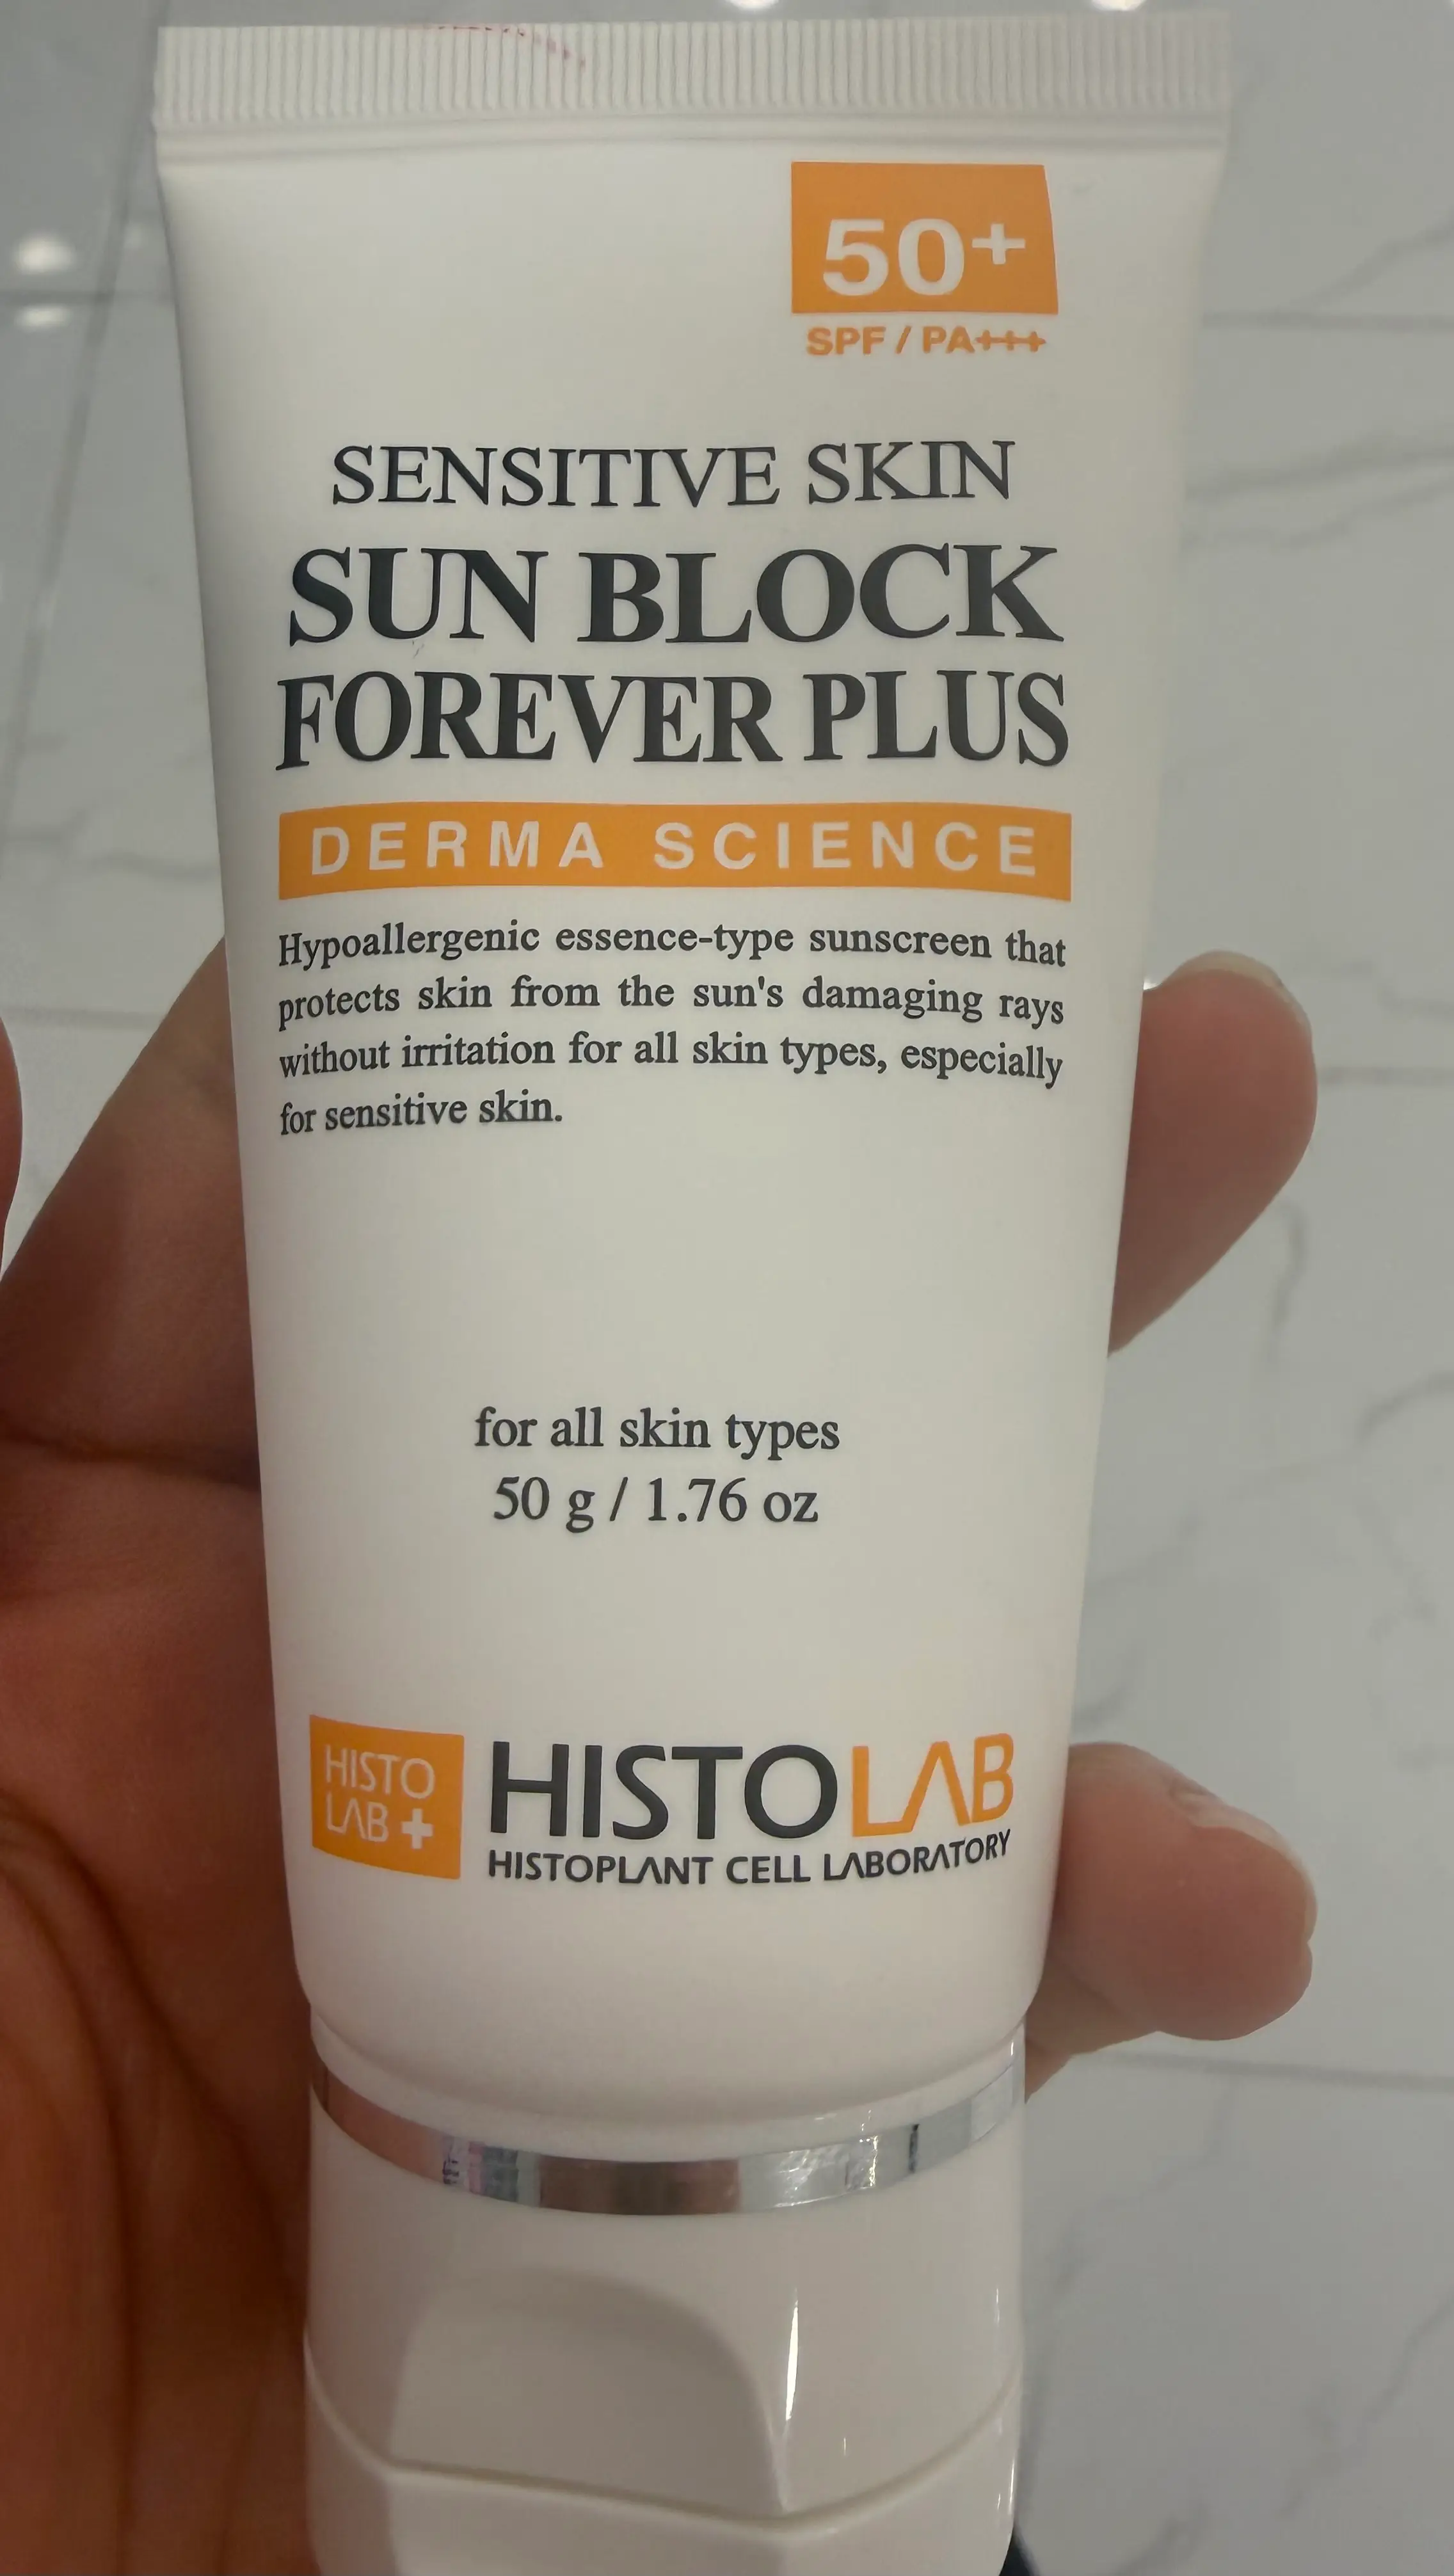 50+
SPF / PA+++
SENSITIVE SKIN
SUN BLOCK
FOREVER PLUS
DERMA SCIENCE
Hypoallergenic essence-type sunscreen that
protects skin from the sun's damaging rays
without irritation for all skin types, especially
for sensitive skin.
for all skin types
50 g / 1.76 oz
HISTO
LAB +
HISTOLAB
HISTOPLANT CELL LABORATORY